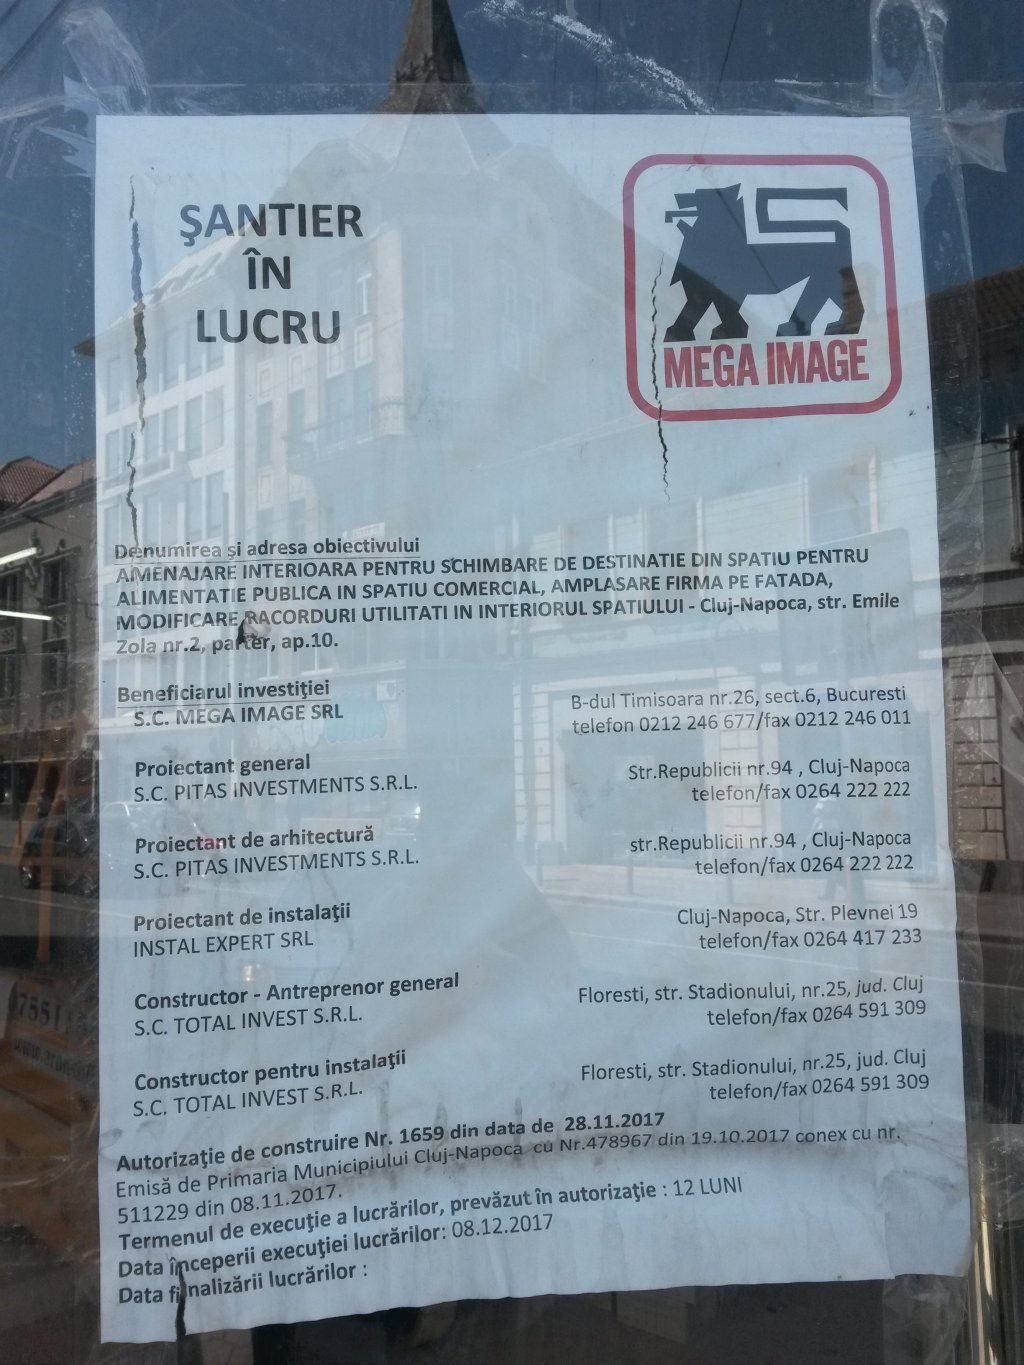 ŞANTIER
ÎN
LUCRU
MEGA IMAGE
Denumirea şi adresa obiectivului
AMENAJARE INTERIOARA PENTRU SCHIMBARE DE DESTINATIE DIN SPATIU PENTRU
ALIMENTATIE PUBLICA IN SPATIU COMERCIAL, AMPLASARE FIRMA PE FATADA,
MODIFICARE RACORDURI UTILITATI IN INTERIORUL SPATIULUI - Cluj-Napoca, str. Emile
Zola nr.2, parter, ap.10.
Beneficiarul investiţiei
S.C. MEGA IMAGE SRL
B-dul Timisoara nr.26, sect.6, Bucuresti
telefon 0212 246 677/fax 0212 246 011
Proiectant general
S.C. PITAS INVESTMENTS S.R.L.
Str.Republicii nr.94 , Cluj-Napoca
telefon/fax 0264 222 222
Proiectant de arhitectură
S.C. PITAS INVESTMENTS S.R.L.
str.Republicii nr.94 , Cluj-Napoca
telefon/fax 0264 222 222
Proiectant de instalaţii
INSTAL EXPERT SRL
Cluj-Napoca, Str. Plevnei 19
telefon/fax 0264 417 233
Constructor - Antreprenor general
S.C. TOTAL INVEST S.R.L.
Floresti, str. Stadionului, nr.25, jud. Cluj
telefon/fax 0264 591 309
Constructor pentru instalaţii
S.C. TOTAL INVEST S.R.L.
Floresti, str. Stadionului, nr.25, jud. Cluj
telefon/fax 0264 591 309
Autorizaţie de construire Nr. 1659 din data de 28.11.2017
Emisă de Primaria Municipiului Cluj-Napoca cu Nr.478967 din 19.10.2017 conex cu nr.
511229 din 08.11.2017.
Termenul de execuţie a lucrărilor, prevăzut în autorizaţie : 12 LUNI
Data începerii execuţiei lucrărilor: 08.12.2017
Data finalizării lucrărilor :